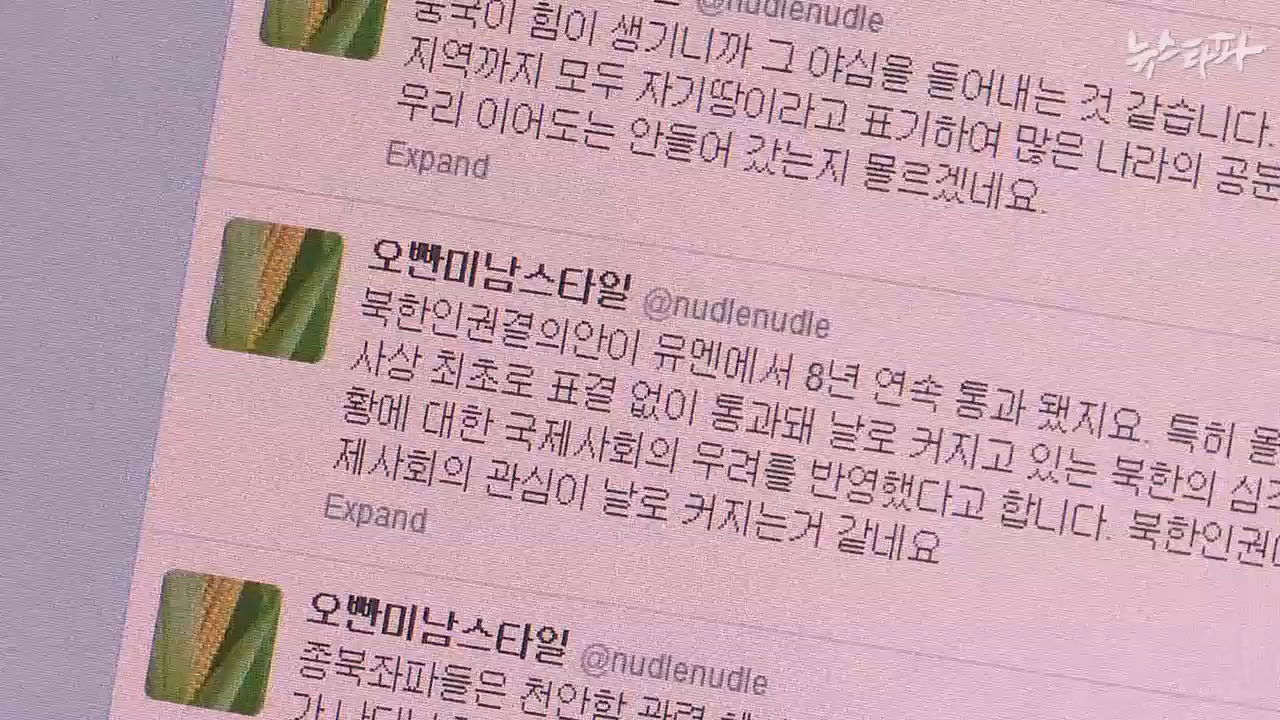 @nudlenudle
뉴스타파
중국이 힘이 생기니까 그 야심을 들어내는 것 같습니다.
지역까지 모두 자기땅이라고 표기하여 많은 나라의 공분
우리 이어도는 안들어 갔는지 몰르겠네요.
Expand
오빤미남스타일 @nudlenudle
북한인권결의안이 유엔에서 8년 연속 통과 됐지요. 특히 올
사상 최초로 표결 없이 통과돼 날로 커지고 있는 북한의 심각
황에 대한 국제사회의 우려를 반영했다고 합니다. 북한인권에
제사회의 관심이 날로 커지는거 같네요
Expand
오빤미남스타일 @nudlenudle
종북좌파들은 천안함 관련